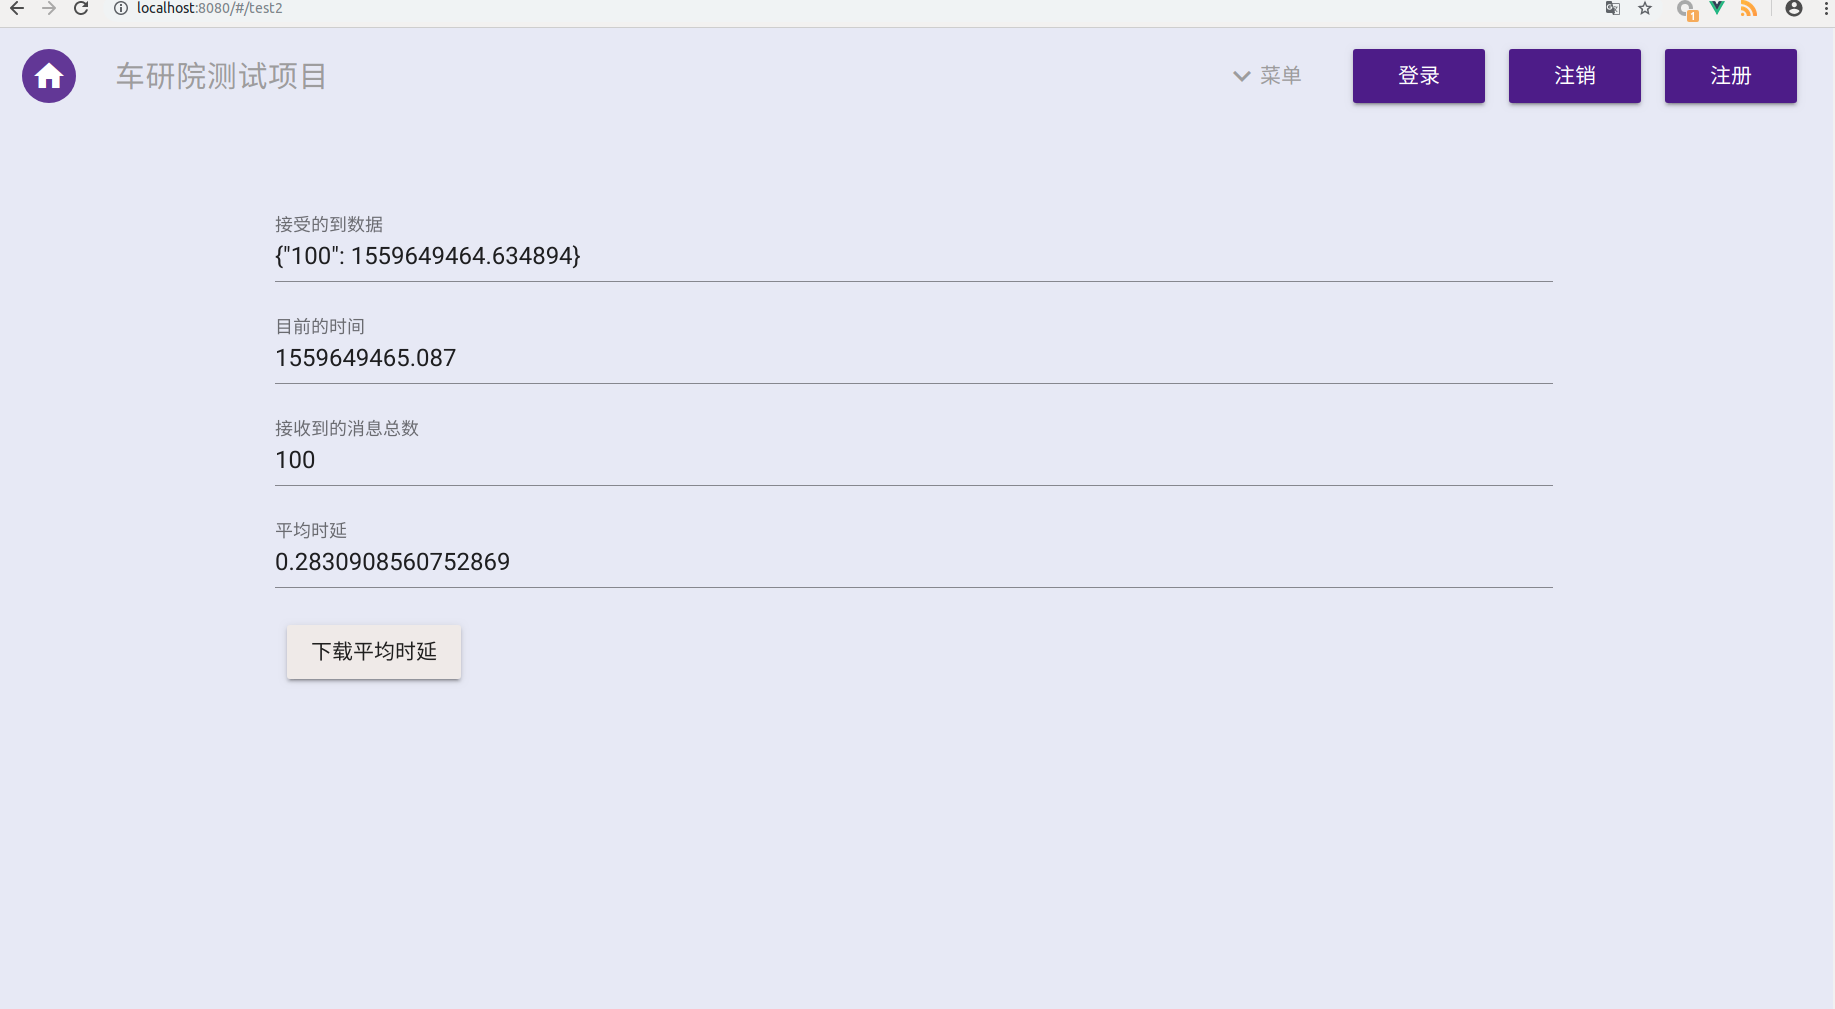 localhost:8080/#/test2
1
车研院测试项目
菜单
登录
注销
注册
接受的到数据
{"100": 1559649464.634894}
目前的时间
1559649465.087
接收到的消息总数
100
平均时延
0.2830908560752869
下载平均时延